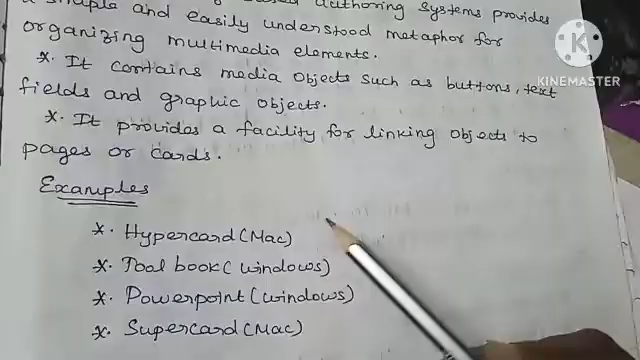 authoring systems provides
a simple and easily understood metaphor for
organizing multimedia elements.
*. It contains media objects such as buttons, text
fields and graphic objects.
*. It provides a facility for linking objects to
pages or cards.
Examples
*. Hypercard (Mac)
*. Tool book (windows)
*. Powerpoint (windows)
*. Supercard (Mac)
KINEMASTER